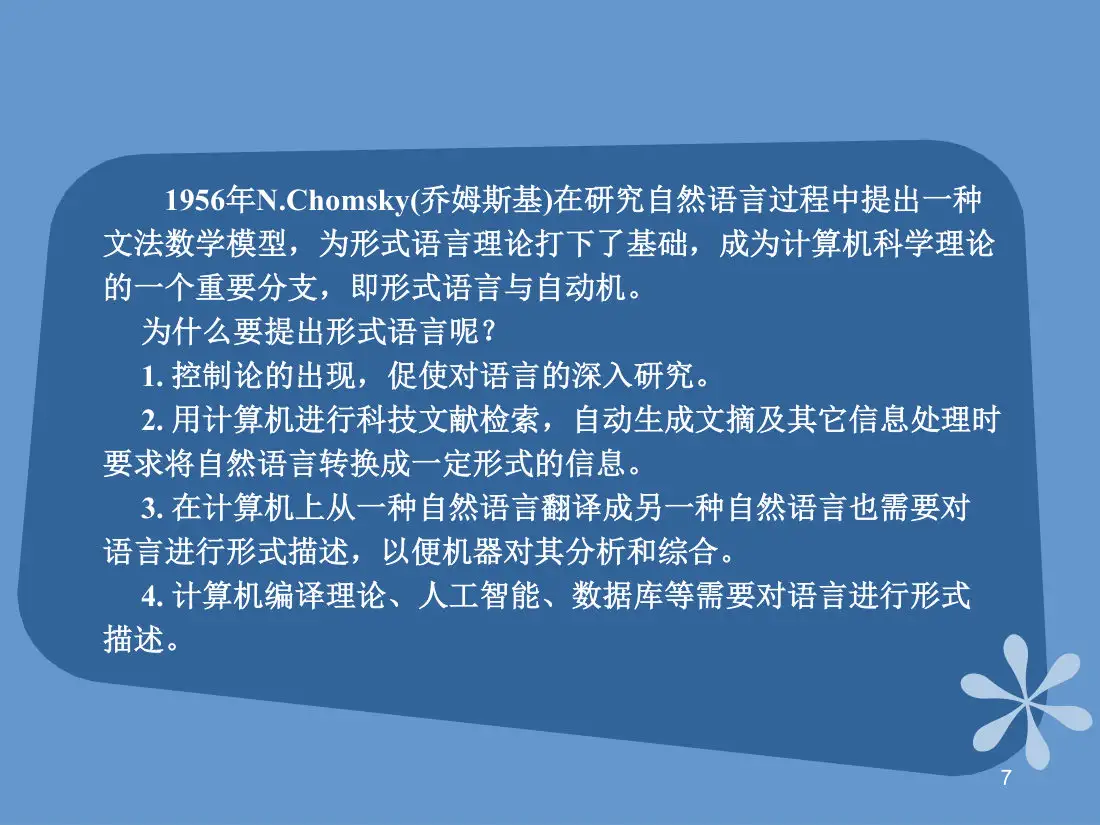 1956年N.Chomsky(乔姆斯基)在研究自然语言过程中提出一种
文法数学模型，为形式语言理论打下了基础，成为计算机科学理论
的一个重要分支，即形式语言与自动机。
为什么要提出形式语言呢？
1. 控制论的出现，促使对语言的深入研究。
2. 用计算机进行科技文献检索，自动生成文摘及其它信息处理时
要求将自然语言转换成一定形式的信息。
3. 在计算机上从一种自然语言翻译成另一种自然语言也需要对
语言进行形式描述，以便机器对其分析和综合。
4. 计算机编译理论、人工智能、数据库等需要对语言进行形式
描述。
7